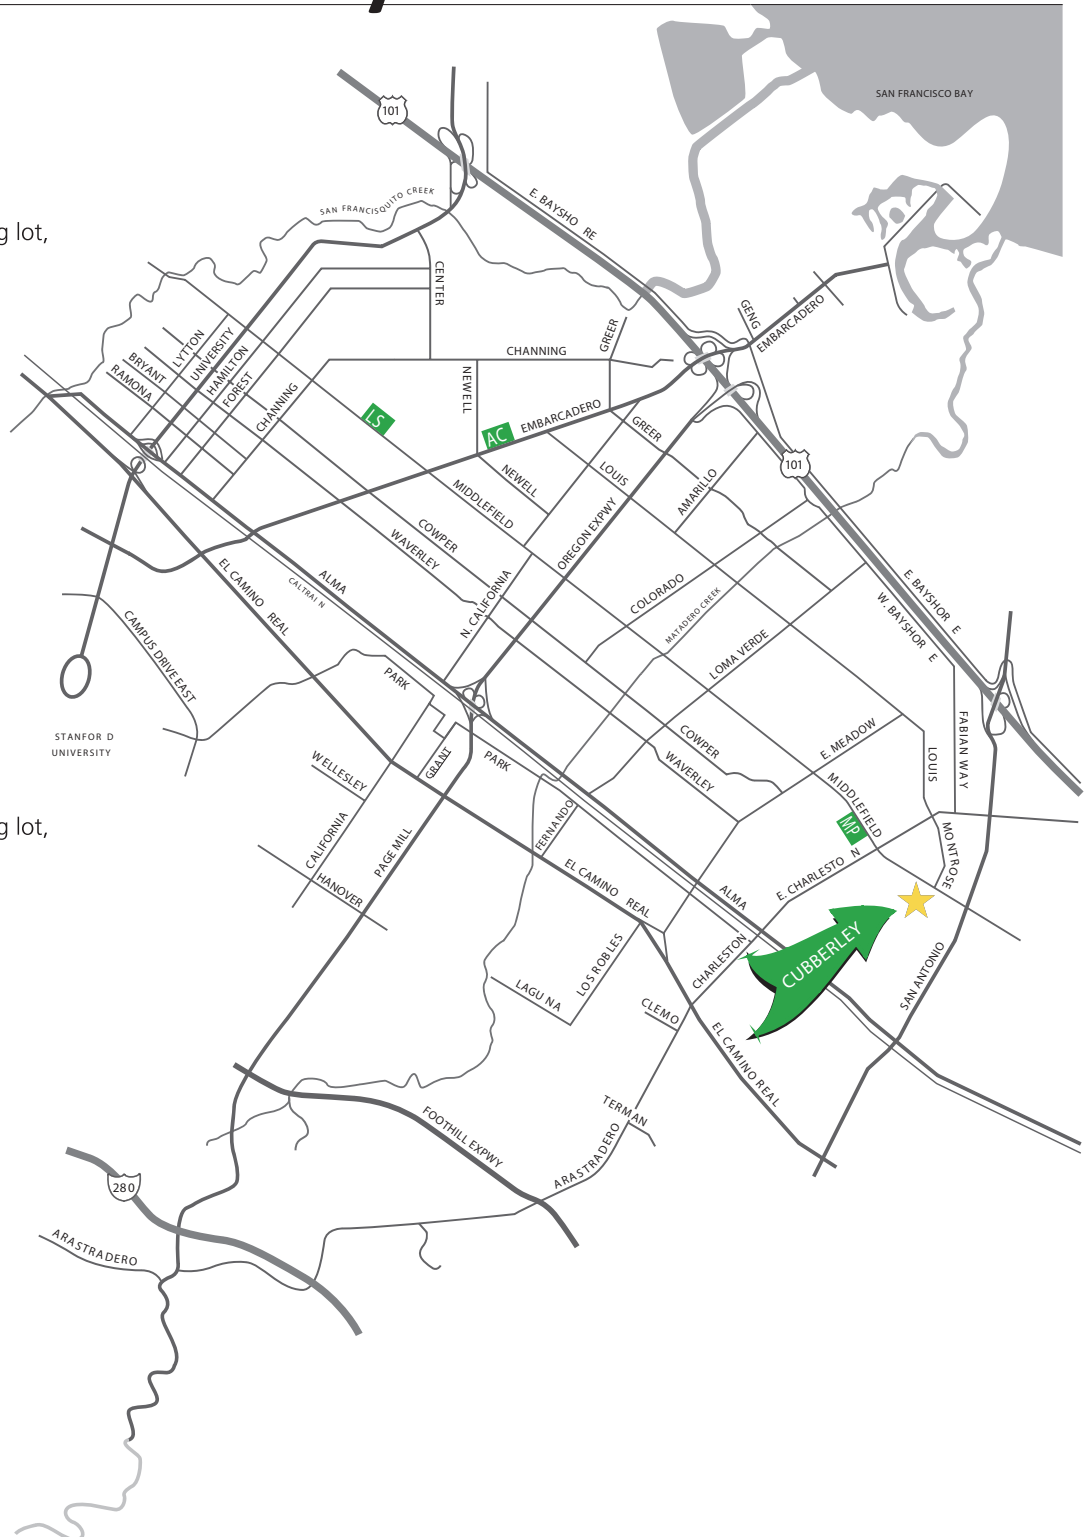 SAN FRANCISCO BAY
101
SAN FRANCISQUITO CREEK
E. BAYSHO RE
g lot,
CENTER
GENG
EMBARCADERO
GREER
CHANNING
LYTTON
UNIVERSITY
HAMILTON
FOREST
BRYANT
RAMONA
CHANNING
NEWELL
LS
AC
EMBARCADERO
GREER
101
NEWELL
LOUIS
AMARILLO
MIDDLEFIELD
COWPER
WAVERLEY
OREGON EXPWY
EL CAMINO REAL
ALMA
CALTRAI N
N. CALIFORNIA
COLORADO
MATADERO CREEK
LOMA VERDE
E. BAYSHOR E
W. BAYSHOR E
CAMPUS DRIVE EAST
PARK
STANFOR D
UNIVERSITY
GRANT
PARK
COWPER
WAVERLEY
E. MEADOW
LOUIS
FABIAN WAY
WELLESLEY
CALIFORNIA
PAGE MILL
HANOVER
FERNANDO
MIDDLEFIELD
MP
MONTROSE
g lot,
E. CHARLESTO N
EL CAMINO REAL
ALMA
CUBBERLEY
CHARLESTON
LOS ROBLES
LAGU NA
CLEMO
SAN ANTONIO
EL CAMINO REAL
TERMAN
FOOTHILL EXPWY
ARASTRADERO
280
ARASTRADERO